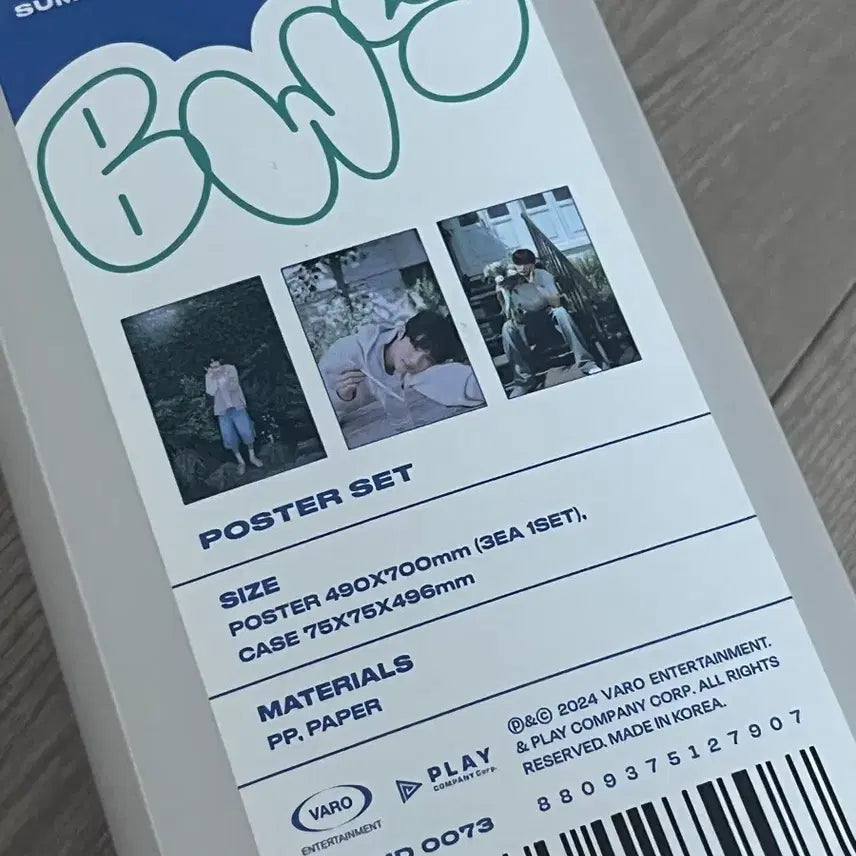 POSTER SET
SIZE
POSTER 490X700mm (3EA 1SET),
CASE 75X75X496mm
MATERIALS
PP, PAPER
VARO
ENTERTAINMENT
PLAY
COMPANY Corp.
Ⓟ&© 2024 VARO ENTERTAINMENT.
& PLAY COMPANY CORP. ALL RIGHTS
RESERVED. MADE IN KOREA.
8809375127907
0073